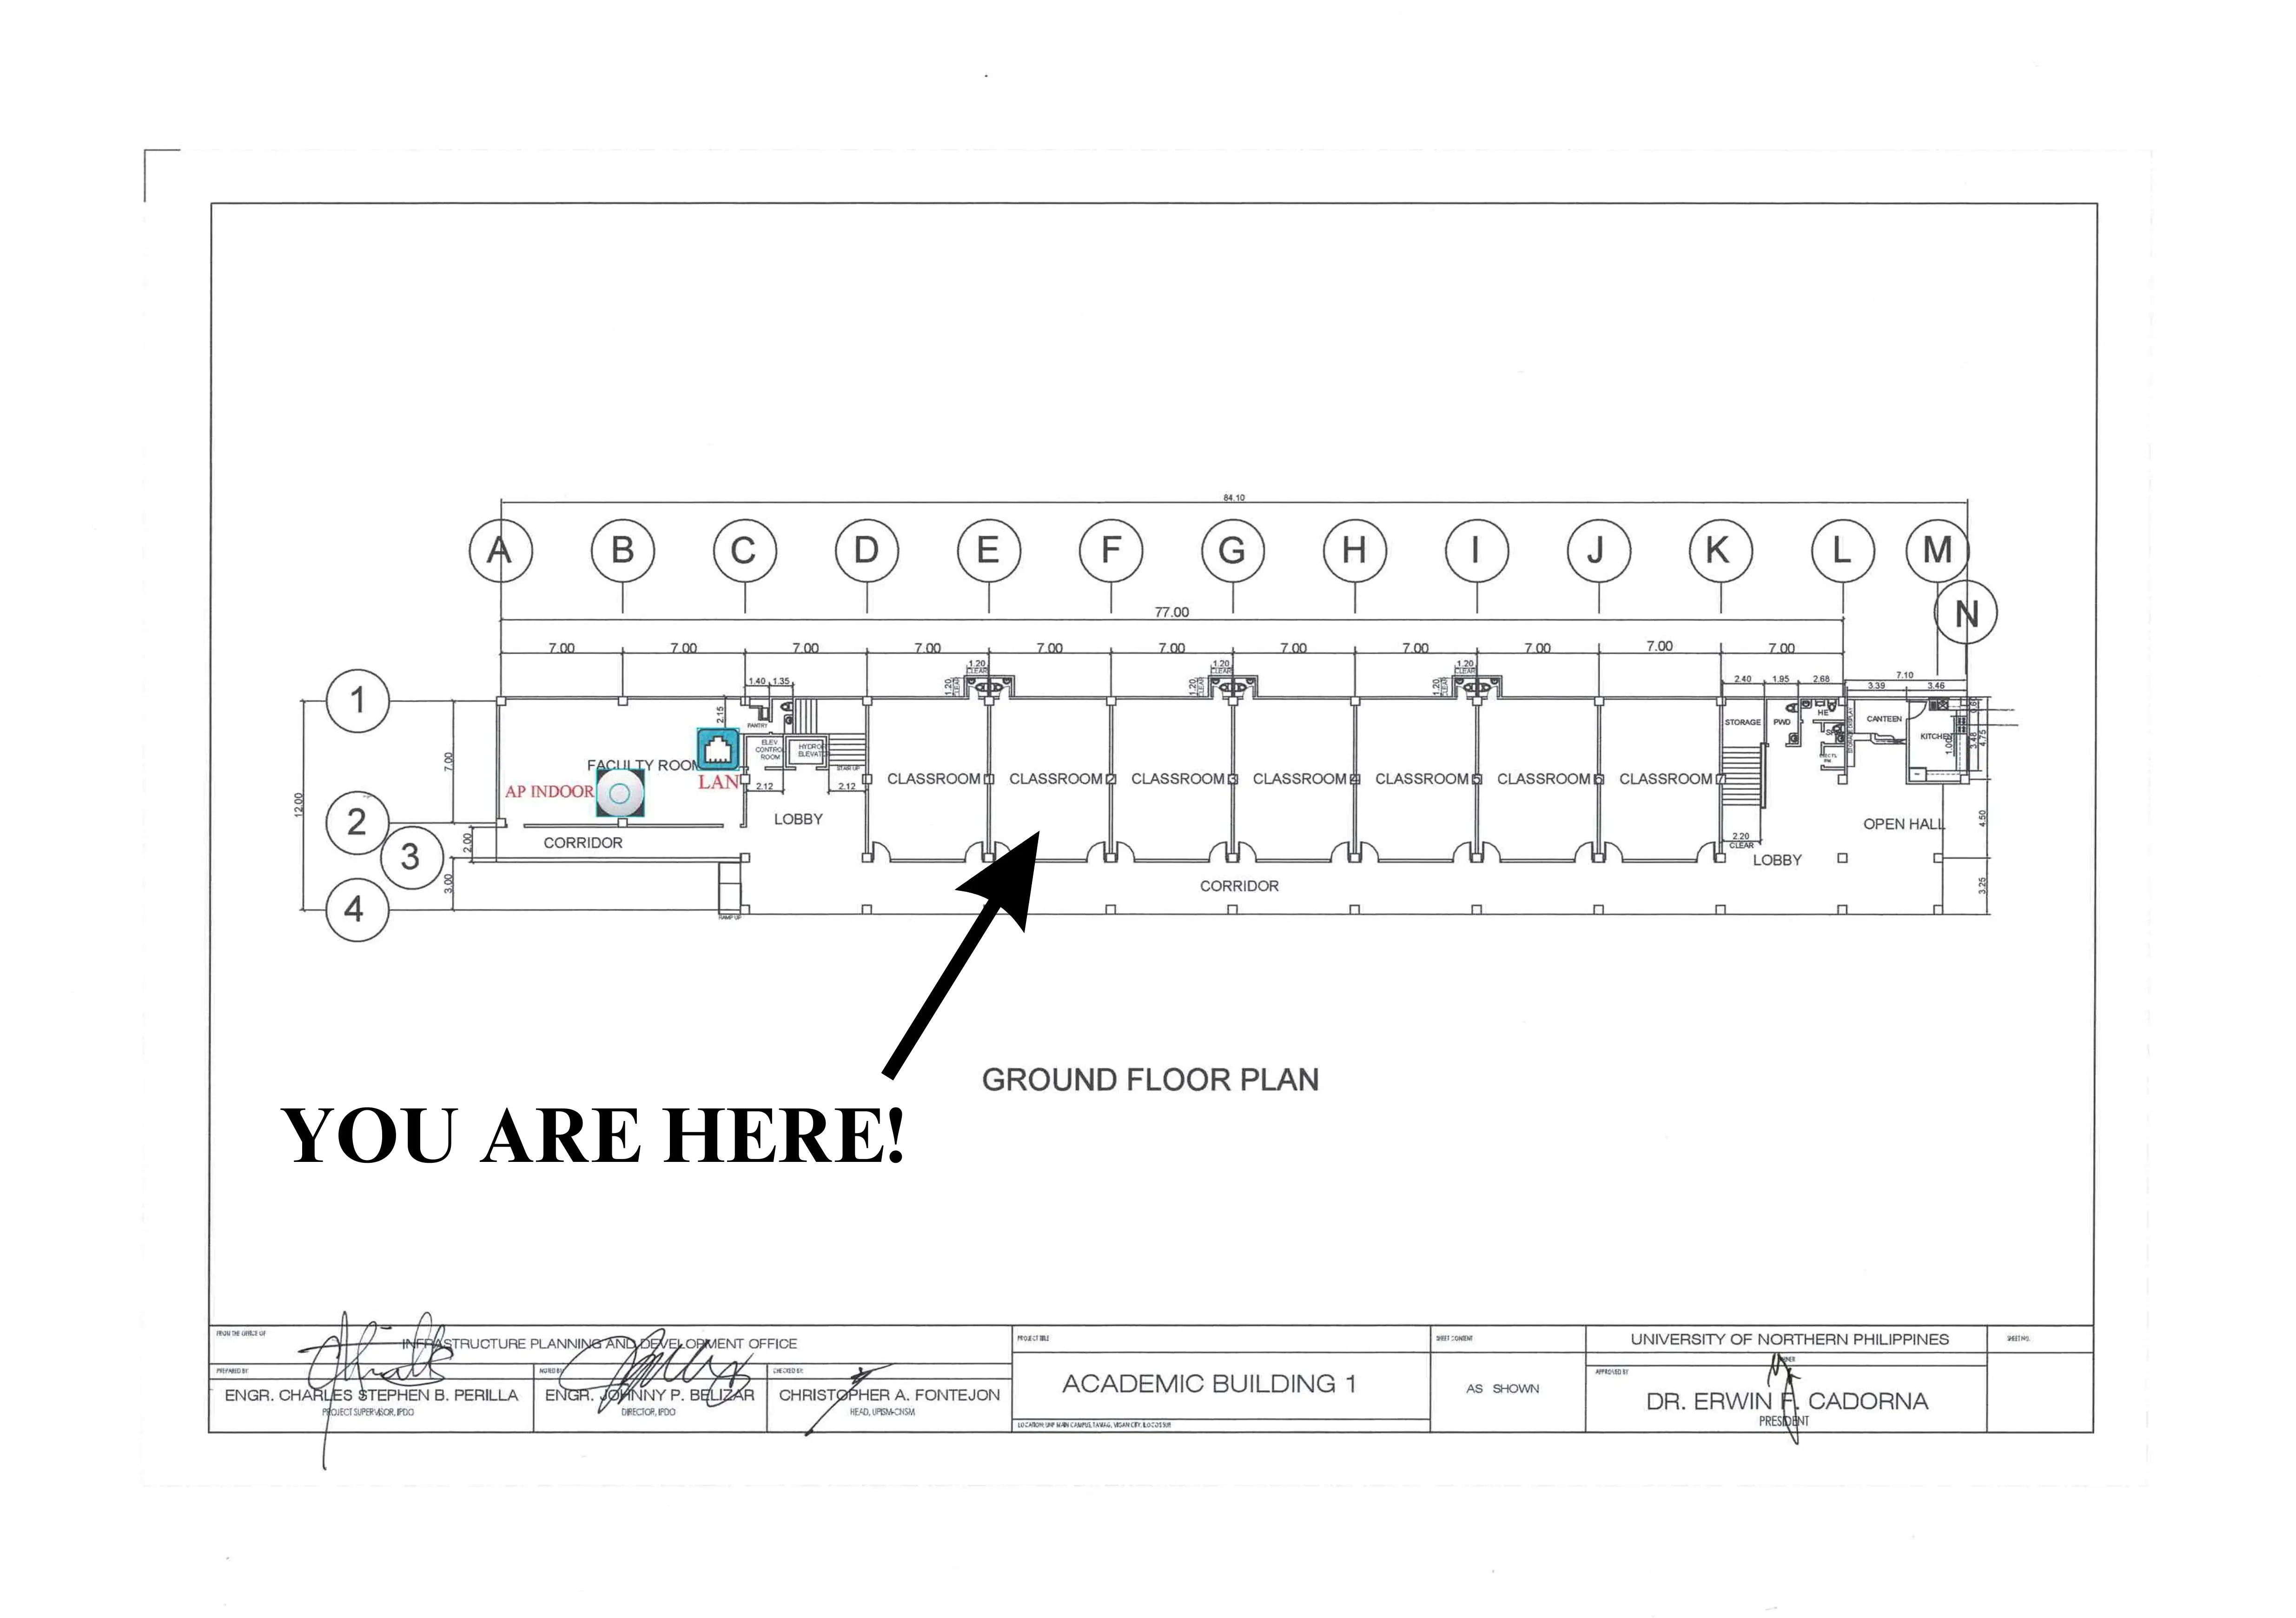 84.10
A B C D E F G H I J K L M
N
77.00
7.00 7.00 7.00 7.00 7.00 7.00 7.00 7.00 7.00 7.00 7.00
1.20 CLEAR 1.20 CLEAR 1.20 CLEAR
1.20 CLEAR 1.20 CLEAR 1.20 CLEAR
1.40 1.35
2.40 1.95 2.68
7.10
3.39 3.46
1
2
3
4
12.00
7.00
2.00
3.00
2.15
PANTRY
ELEV
CONTROL
ROOM
STAIR UP
2.12 2.12
FACULTY ROOM
LAN
AP INDOOR
CORRIDOR
LOBBY
RAMP UP
CLASSROOM 1 CLASSROOM 2 CLASSROOM 3 CLASSROOM 4 CLASSROOM 5 CLASSROOM 6 CLASSROOM 7
STORAGE PWD HE
CANTEEN
KITCHEN
1.00
3.48
4.75
4.50
3.25
2.20
CLEAR
LOBBY
OPEN HALL
CORRIDOR
GROUND FLOOR PLAN
YOU ARE HERE!
FROM THE OFFICE OF
INFRASTRUCTURE PLANNING AND DEVELOPMENT OFFICE
PREPARED BY:
ENGR. CHARLES STEPHEN B. PERILLA
PROJECT SUPERVISOR, IPDO
NOTED BY:
ENGR. JOHNNY P. BELIZAR
DIRECTOR, IPDO
CHECKED BY:
CHRISTOPHER A. FONTEJON
HEAD, UPISM-CNSM
PROJECT TITLE
ACADEMIC BUILDING 1
LOCATION: UNP MAIN CAMPUS, TAMAG, VIGAN CITY, ILOCOS SUR
SHEET CONTENT
AS SHOWN
UNIVERSITY OF NORTHERN PHILIPPINES
OWNER
APPROVED BY
DR. ERWIN F. CADORNA
PRESIDENT
SHEET NO.